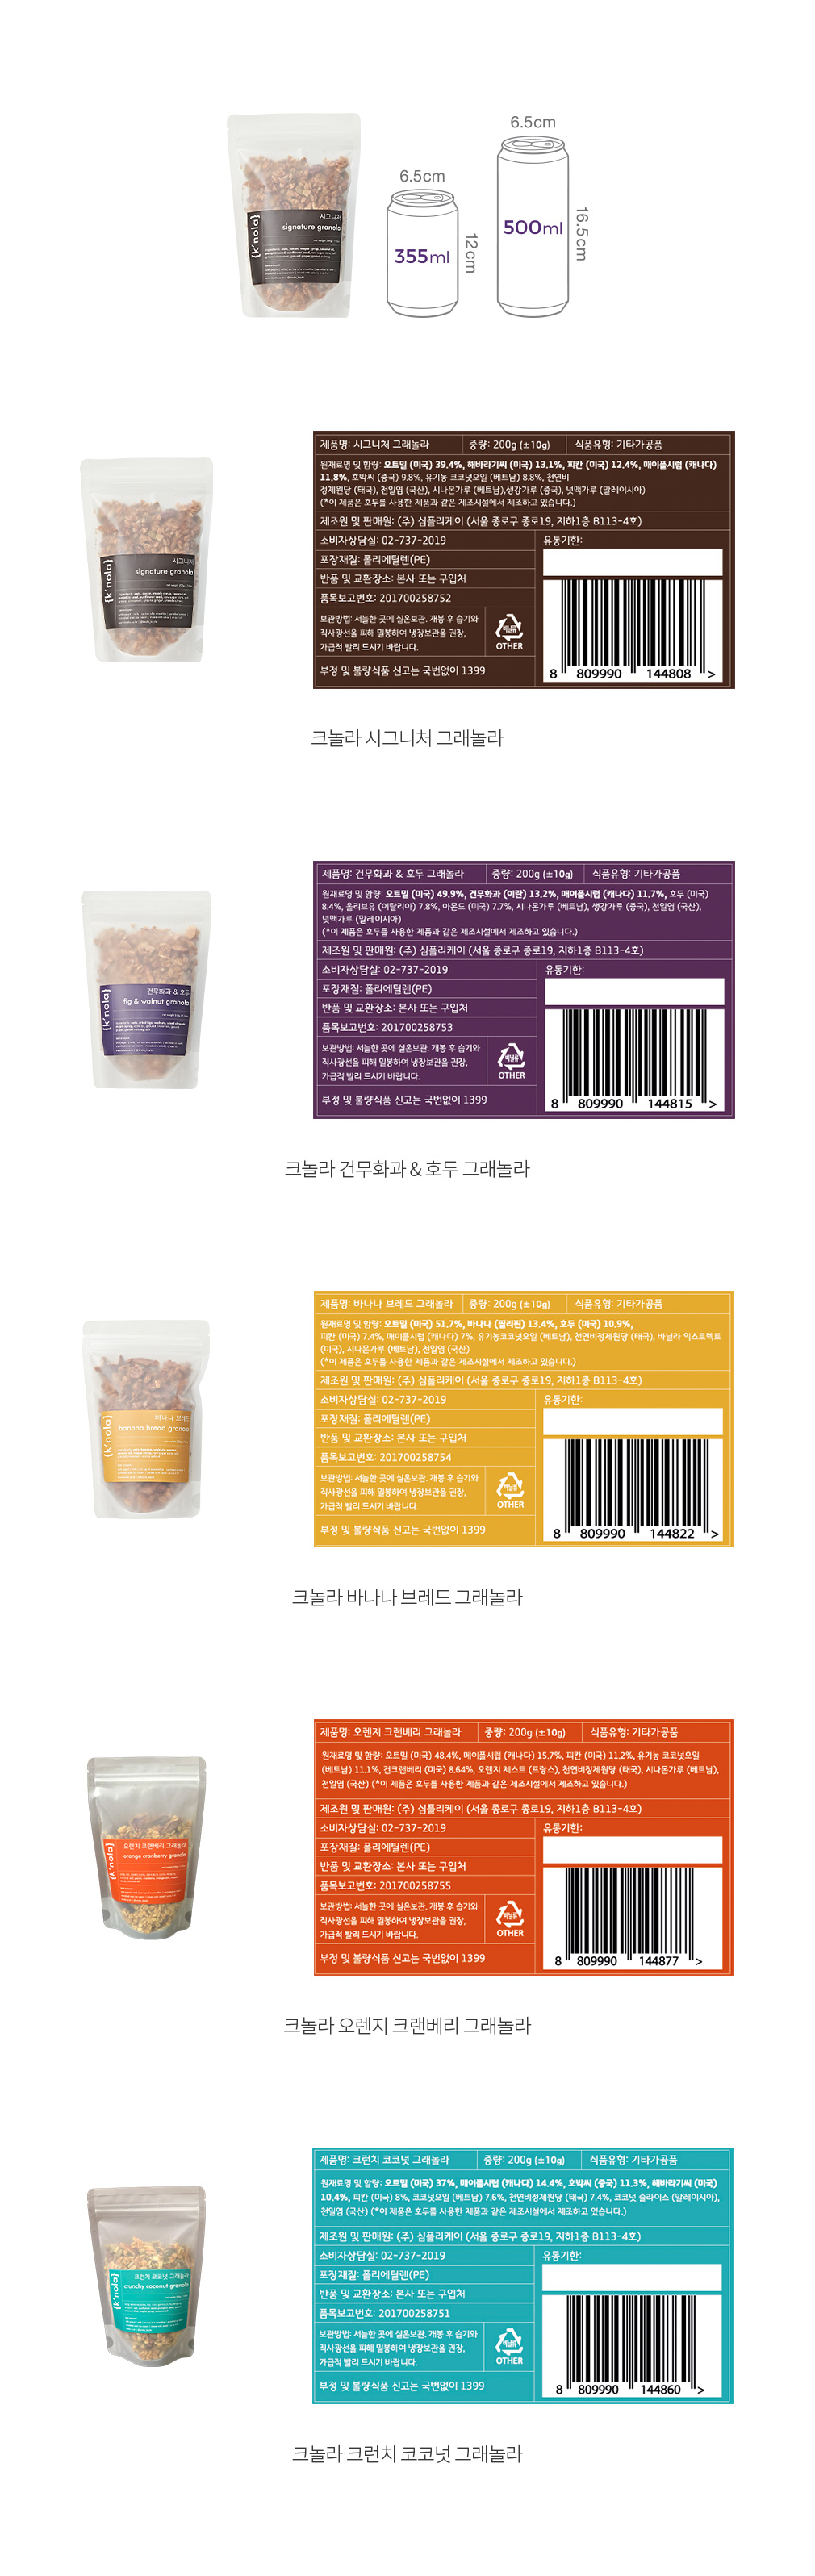 6.5cm
6.5cm
시그니처
signature granola
{k'nola}
355ml
12cm
500ml
16.5cm
제품명: 시그니처 그래놀라
중량: 200g (±10g)
식품유형: 기타가공품
원재료명 및 함량: 오트밀 (미국) 39.4%, 해바라기씨 (미국) 13.1%, 피칸 (미국) 12.4%, 메이플시럽 (캐나다)
11.8%, 호박씨 (중국) 9.8%, 유기농 코코넛오일 (베트남) 8.8%, 천연비
정제원당 (태국), 천일염 (국산), 시나몬가루 (베트남),생강가루 (중국), 넛맥가루 (말레이시아)
(*이 제품은 호두를 사용한 제품과 같은 제조시설에서 제조하고 있습니다.)
제조원 및 판매원: (주) 심플리케이 (서울 종로구 종로19, 지하1층 B113-4호)
소비자상담실: 02-737-2019
유통기한:
포장재질: 폴리에틸렌(PE)
반품 및 교환장소: 본사 또는 구입처
품목보고번호: 201700258752
보관방법: 서늘한 곳에 실온보관. 개봉 후 습기와
직사광선을 피해 밀봉하여 냉장보관을 권장,
가급적 빨리 드시기 바랍니다.
비닐류
OTHER
부정 및 불량식품 신고는 국번없이 1399
8 809990 144808 >
시그니처
signature granola
{k'nola}
크놀라 시그니처 그래놀라
제품명: 건무화과 & 호두 그래놀라
중량: 200g (±10g)
식품유형: 기타가공품
원재료명 및 함량: 오트밀 (미국) 49.9%, 건무화과 (이란) 13.2%, 메이플시럽 (캐나다) 11.7%, 호두 (미국)
8.4%, 올리브유 (이탈리아) 7.8%, 아몬드 (미국) 7.7%, 시나몬가루 (베트남), 생강가루 (중국), 천일염 (국산),
넛맥가루 (말레이시아)
(*이 제품은 호두를 사용한 제품과 같은 제조시설에서 제조하고 있습니다.)
제조원 및 판매원: (주) 심플리케이 (서울 종로구 종로19, 지하1층 B113-4호)
소비자상담실: 02-737-2019
유통기한:
포장재질: 폴리에틸렌(PE)
반품 및 교환장소: 본사 또는 구입처
품목보고번호: 201700258753
보관방법: 서늘한 곳에 실온보관. 개봉 후 습기와
직사광선을 피해 밀봉하여 냉장보관을 권장,
가급적 빨리 드시기 바랍니다.
비닐류
OTHER
부정 및 불량식품 신고는 국번없이 1399
8 809990 144815 >
건무화과 & 호두
fig & walnut granola
{k'nola}
크놀라 건무화과 & 호두 그래놀라
제품명: 바나나 브레드 그래놀라
중량: 200g (±10g)
식품유형: 기타가공품
원재료명 및 함량: 오트밀 (미국) 51.7%, 바나나 (필리핀) 13.4%, 호두 (미국) 10.9%,
피칸 (미국) 7.4%, 메이플시럽 (캐나다) 7%, 유기농코코넛오일 (베트남), 천연비정제원당 (태국), 바닐라 익스트렉트
(미국), 시나몬가루 (베트남), 천일염 (국산)
(*이 제품은 호두를 사용한 제품과 같은 제조시설에서 제조하고 있습니다.)
제조원 및 판매원: (주) 심플리케이 (서울 종로구 종로19, 지하1층 B113-4호)
소비자상담실: 02-737-2019
유통기한:
포장재질: 폴리에틸렌(PE)
반품 및 교환장소: 본사 또는 구입처
품목보고번호: 201700258754
보관방법: 서늘한 곳에 실온보관. 개봉 후 습기와
직사광선을 피해 밀봉하여 냉장보관을 권장,
가급적 빨리 드시기 바랍니다.
비닐류
OTHER
부정 및 불량식품 신고는 국번없이 1399
8 809990 144822 >
바나나 브레드
banana bread granola
{k'nola}
크놀라 바나나 브레드 그래놀라
제품명: 오렌지 크랜베리 그래놀라
중량: 200g (±10g)
식품유형: 기타가공품
원재료명 및 함량: 오트밀 (미국) 48.4%, 메이플시럽 (캐나다) 15.7%, 피칸 (미국) 11.2%, 유기농 코코넛오일
(베트남) 11.1%, 건크랜베리 (미국) 8.64%, 오렌지 제스트 (프랑스), 천연비정제원당 (태국), 시나몬가루 (베트남),
천일염 (국산) (*이 제품은 호두를 사용한 제품과 같은 제조시설에서 제조하고 있습니다.)
제조원 및 판매원: (주) 심플리케이 (서울 종로구 종로19, 지하1층 B113-4호)
소비자상담실: 02-737-2019
유통기한:
포장재질: 폴리에틸렌(PE)
반품 및 교환장소: 본사 또는 구입처
품목보고번호: 201700258755
보관방법: 서늘한 곳에 실온보관. 개봉 후 습기와
직사광선을 피해 밀봉하여 냉장보관을 권장,
가급적 빨리 드시기 바랍니다.
비닐류
OTHER
부정 및 불량식품 신고는 국번없이 1399
8 809990 144877 >
오렌지 크랜베리 그래놀라
orange cranberry granola
{k'nola}
크놀라 오렌지 크랜베리 그래놀라
제품명: 크런치 코코넛 그래놀라
중량: 200g (±10g)
식품유형: 기타가공품
원재료명 및 함량: 오트밀 (미국) 37%, 메이플시럽 (캐나다) 14.4%, 호박씨 (중국) 11.3%, 해바라기씨 (미국)
10.4%, 피칸 (미국) 8%, 코코넛오일 (베트남) 7.6%, 천연비정제원당 (태국) 7.4%, 코코넛 슬라이스 (말레이시아),
천일염 (국산) (*이 제품은 호두를 사용한 제품과 같은 제조시설에서 제조하고 있습니다.)
제조원 및 판매원: (주) 심플리케이 (서울 종로구 종로19, 지하1층 B113-4호)
소비자상담실: 02-737-2019
유통기한:
포장재질: 폴리에틸렌(PE)
반품 및 교환장소: 본사 또는 구입처
품목보고번호: 201700258751
보관방법: 서늘한 곳에 실온보관. 개봉 후 습기와
직사광선을 피해 밀봉하여 냉장보관을 권장,
가급적 빨리 드시기 바랍니다.
비닐류
OTHER
부정 및 불량식품 신고는 국번없이 1399
8 809990 144860 >
크런치 코코넛 그래놀라
crunchy coconut granola
{k'nola}
크놀라 크런치 코코넛 그래놀라